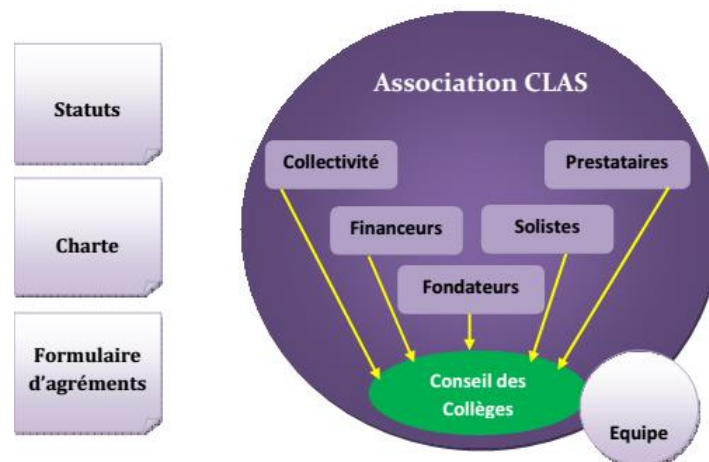 Statuts
Charte
Formulaire
d'agréments
Association CLAS
Collectivité
Prestataires
Financeurs
Solistes
Fondateurs
Conseil des
Collèges
Equipe